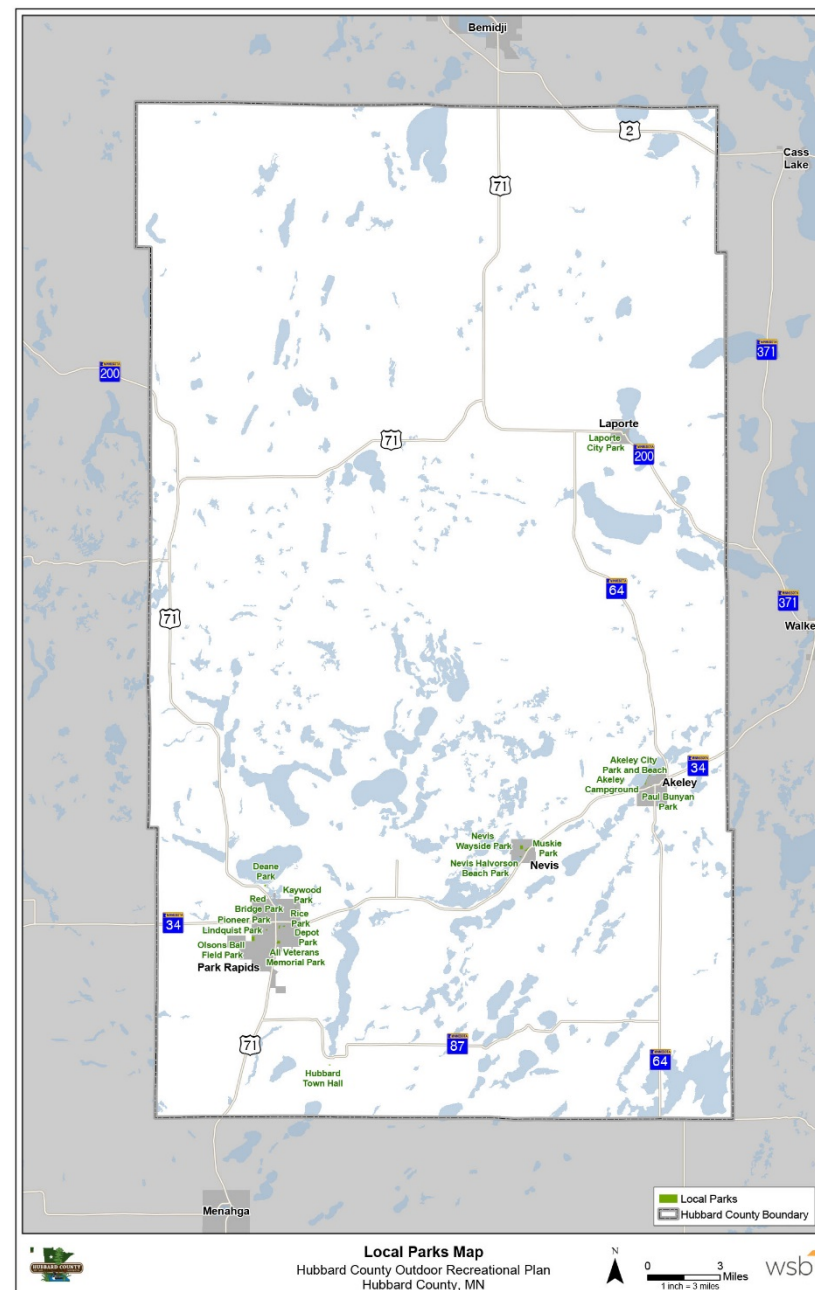 Bemidji
2
Cass
Lake
71
371
200
Laporte
71
Laporte
City Park
200
64
371
71
Walke
Akeley City
Park and Beach
34
Akeley
Akeley
Campground
Paul Bunyan
Park
Nevis
Wayside Park
Muskie
Park
Nevis Halvorson
Beach Park
Nevis
Deane
Park
Kaywood
Park
Red
Bridge Park
Rice
Park
Pioneer Park
34
Lindquist Park
Depot
Park
Olsons Ball
Field Park
All Veterans
Memorial Park
Park Rapids
71
87
64
Hubbard
Town Hall
Menahga
Local Parks
Hubbard County Boundary
HUBBARD COUNTY
Local Parks Map
Hubbard County Outdoor Recreational Plan
Hubbard County, MN
N
0 3
Miles
1 inch = 3 miles
wsb